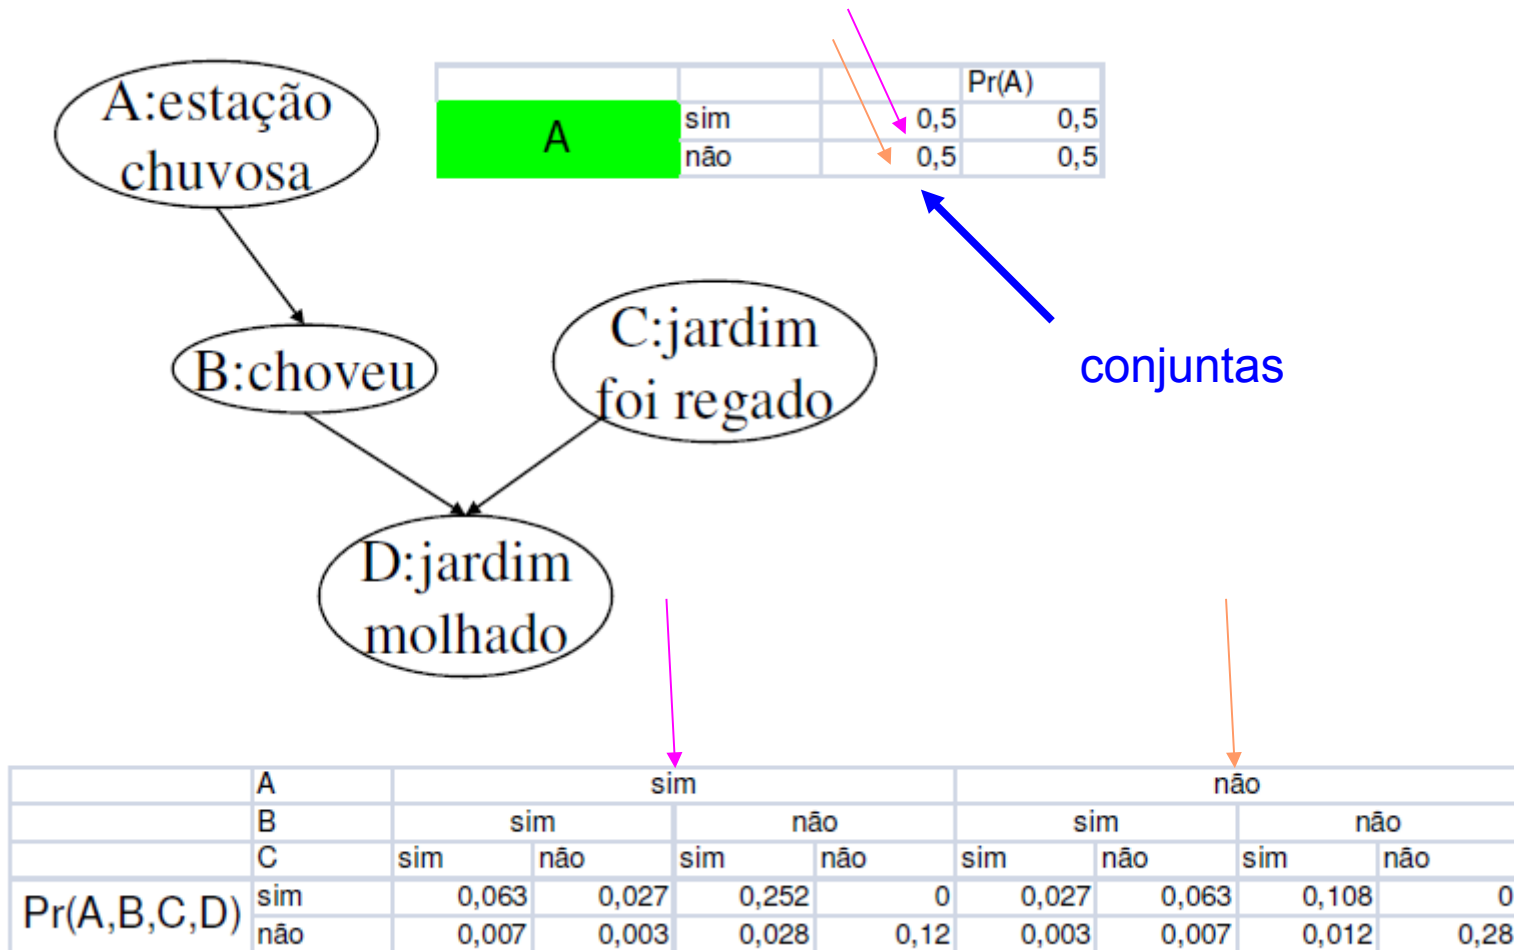 Pr(A)
A:estação
chuvosa
A
sim 0,5 0,5
não 0,5 0,5
B:choveu
C:jardim
foi regado
conjuntas
D:jardim
molhado
A sim não
B sim não sim não
C sim não sim não sim não sim não
Pr(A,B,C,D)
sim 0,063 0,027 0,252 0 0,027 0,063 0,108 0
não 0,007 0,003 0,028 0,12 0,003 0,007 0,012 0,28